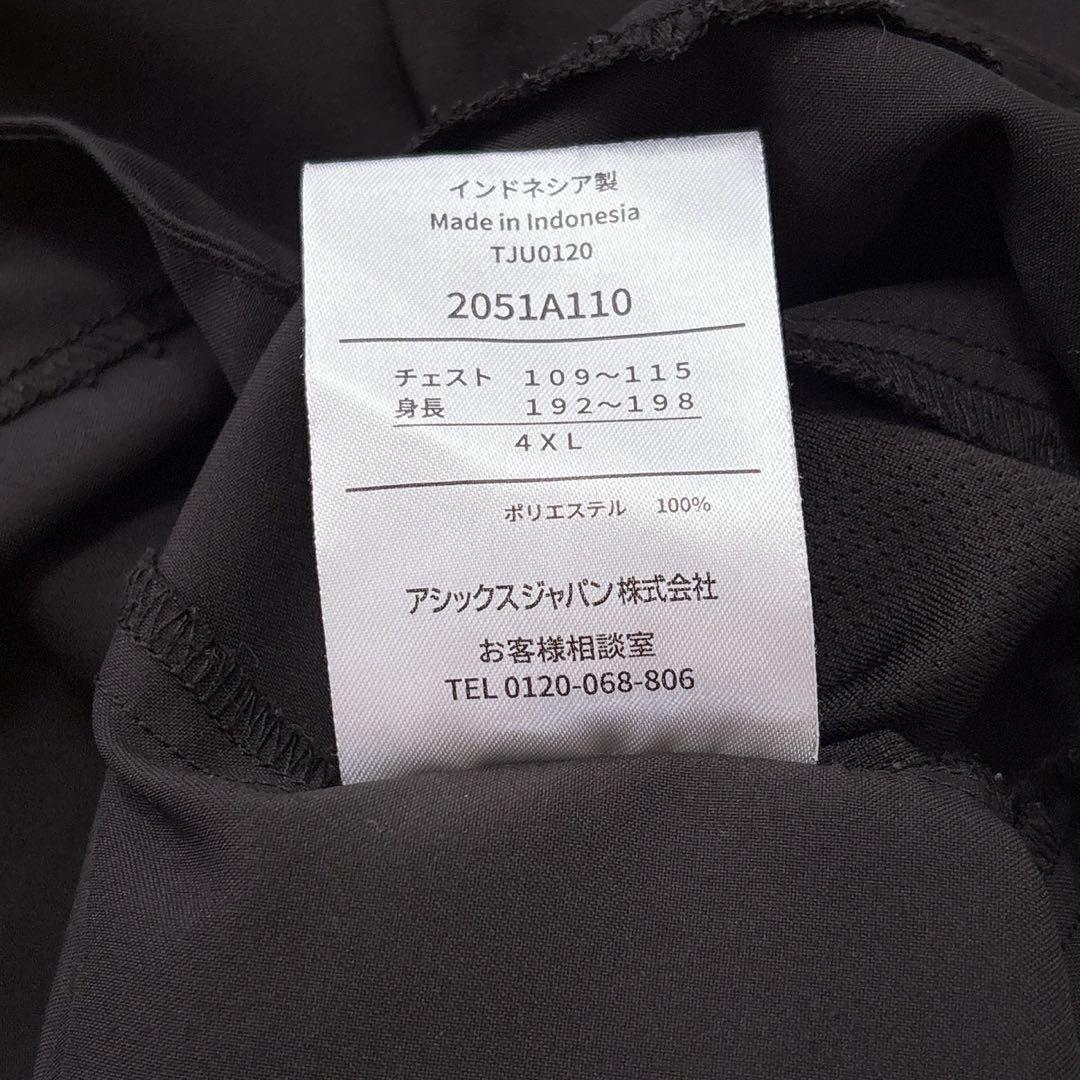 インドネシア製
Made in Indonesia
TJU0120
2051A110
チェスト 109～115
身長 192～198
4XL
ポリエステル 100%
アシックスジャパン株式会社
お客様相談室
TEL 0120-068-806